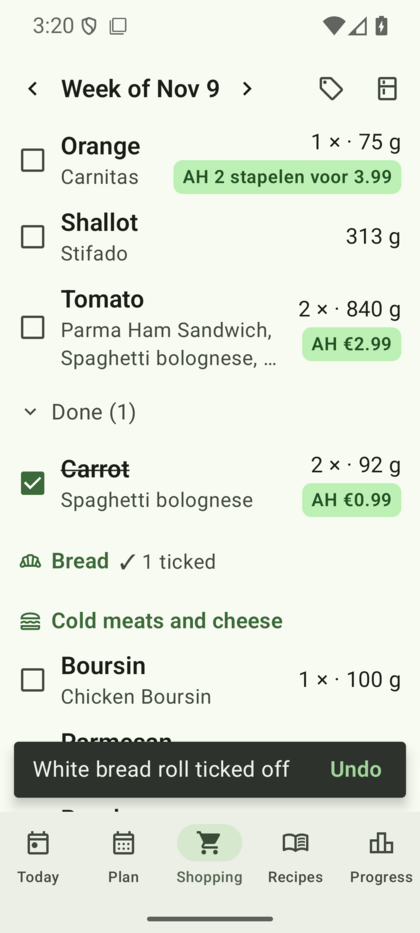 3:20
Week of Nov 9
Orange
1 × · 75 g
Carnitas
AH 2 stapelen voor 3.99
Shallot
313 g
Stifado
Tomato
2 × · 840 g
Parma Ham Sandwich,
Spaghetti bolognese, ...
AH €2.99
Done (1)
Carrot
2 × · 92 g
Spaghetti bolognese
AH €0.99
Bread ✓ 1 ticked
Cold meats and cheese
Boursin
1 × · 100 g
Chicken Boursin
Parmesan
White bread roll ticked off Undo
Today Plan Shopping Recipes Progress